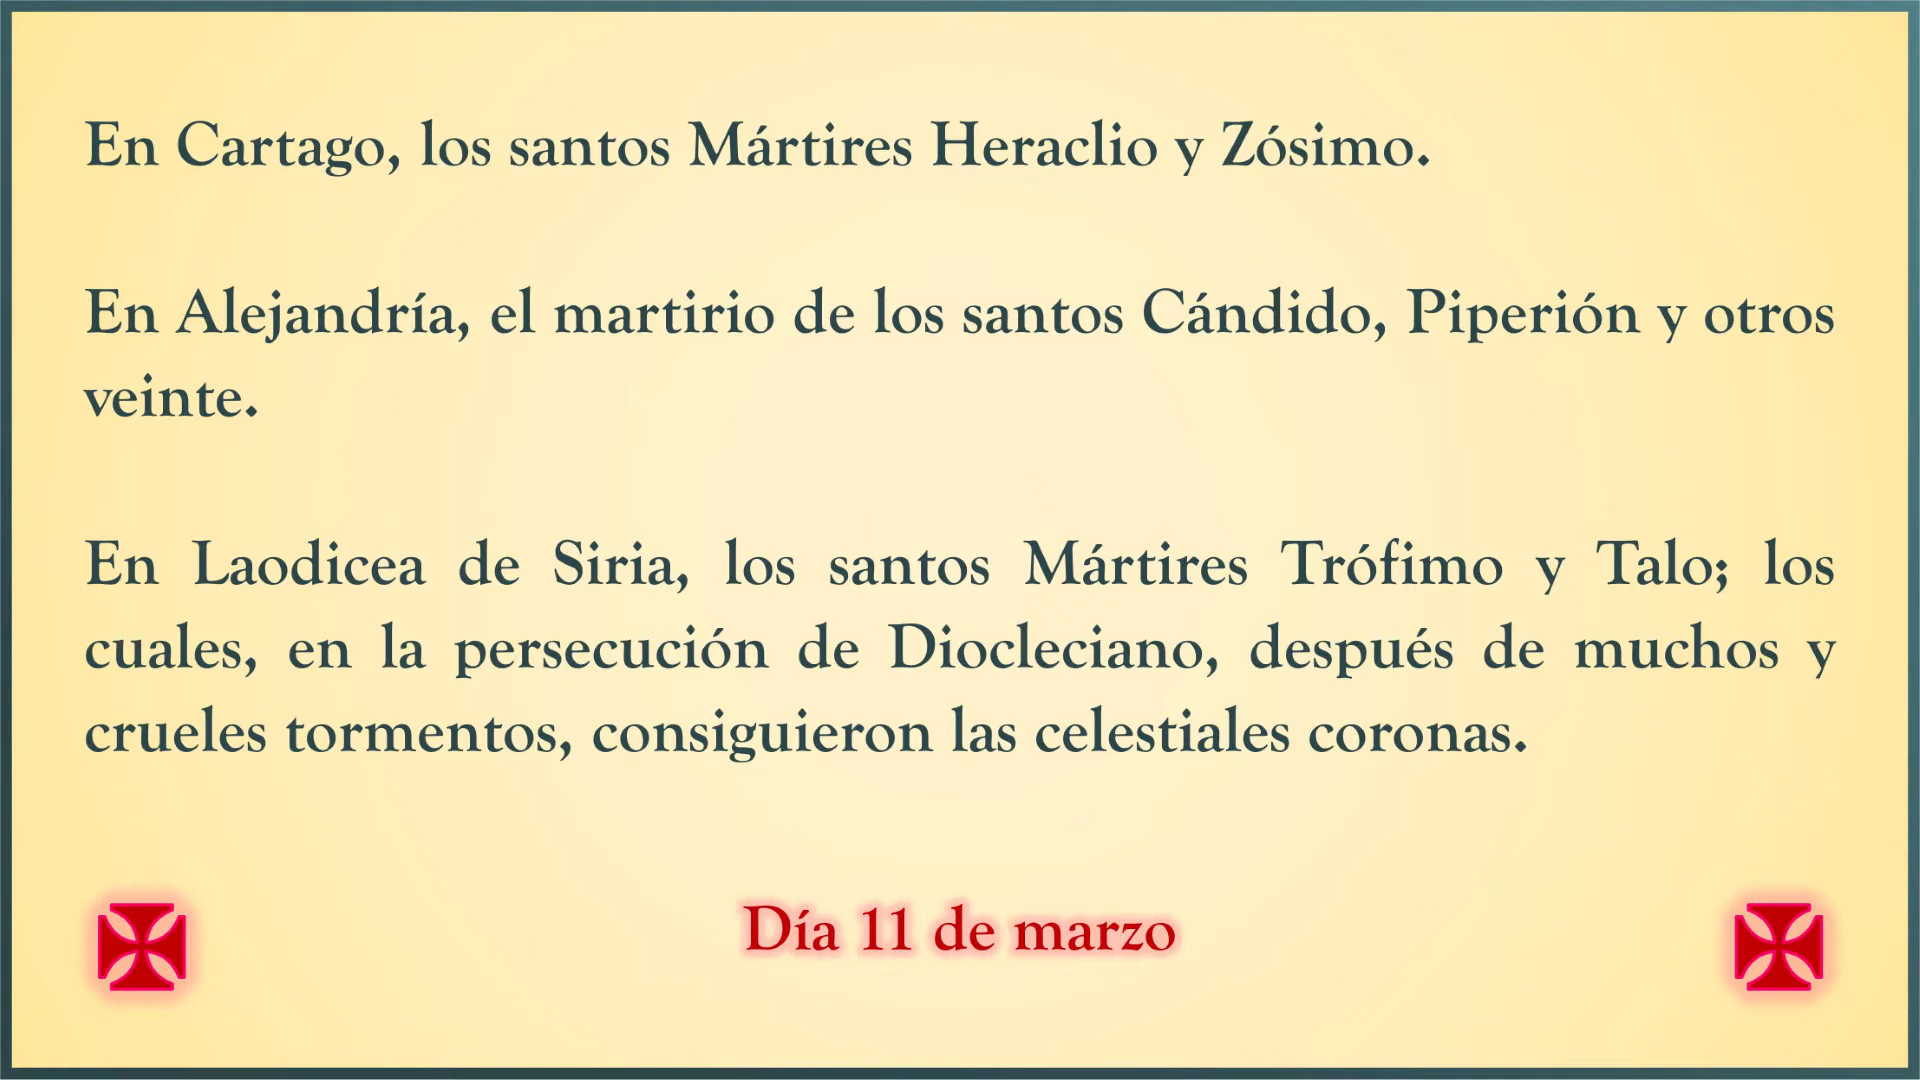 En Cartago, los santos Mártires Heraclio y Zósimo.
En Alejandría, el martirio de los santos Cándido, Piperión y otros
veinte.
En Laodicea de Siria, los santos Mártires Trófimo y Talo; los
cuales, en la persecución de Diocleciano, después de muchos y
crueles tormentos, consiguieron las celestiales coronas.
Día 11 de marzo